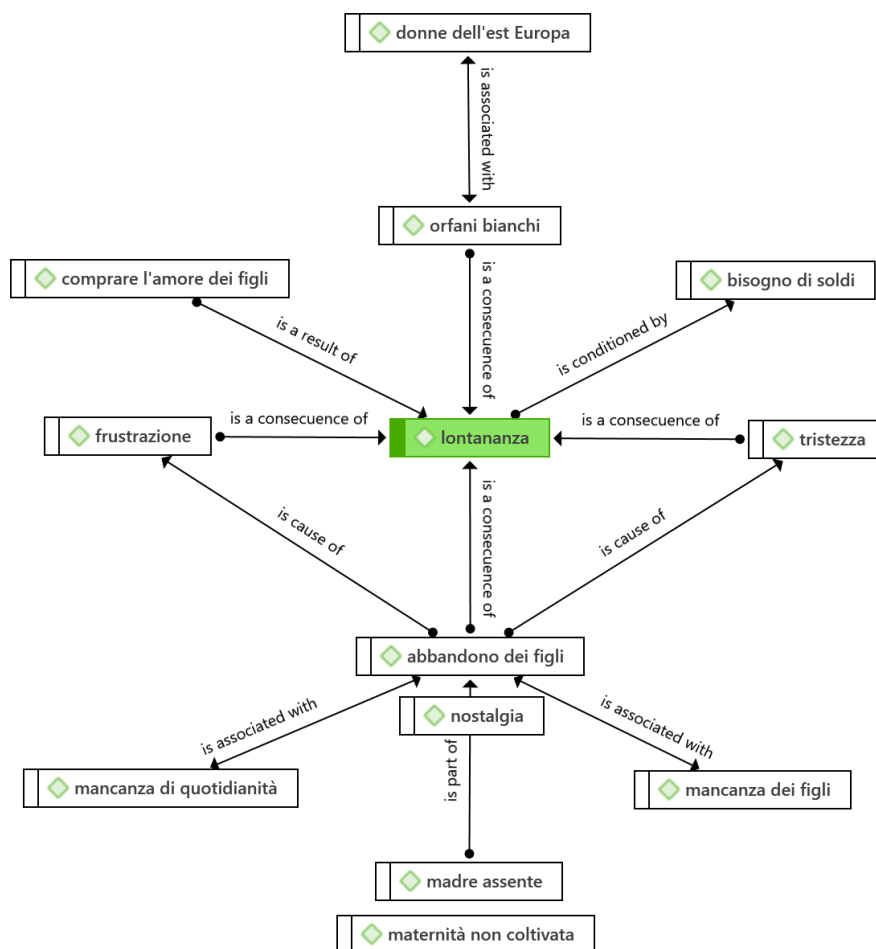 donne dell'est Europa
is associated with
orfani bianchi
comprare l'amore dei figli
bisogno di soldi
is a result of
is a consecuence of
is conditioned by
frustrazione
is a consecuence of
lontananza
is a consecuence of
tristezza
is cause of
is a consecuence of
is cause of
abbandono dei figli
nostalgia
is associated with
is part of
is associated with
mancanza di quotidianità
mancanza dei figli
madre assente
maternità non coltivata